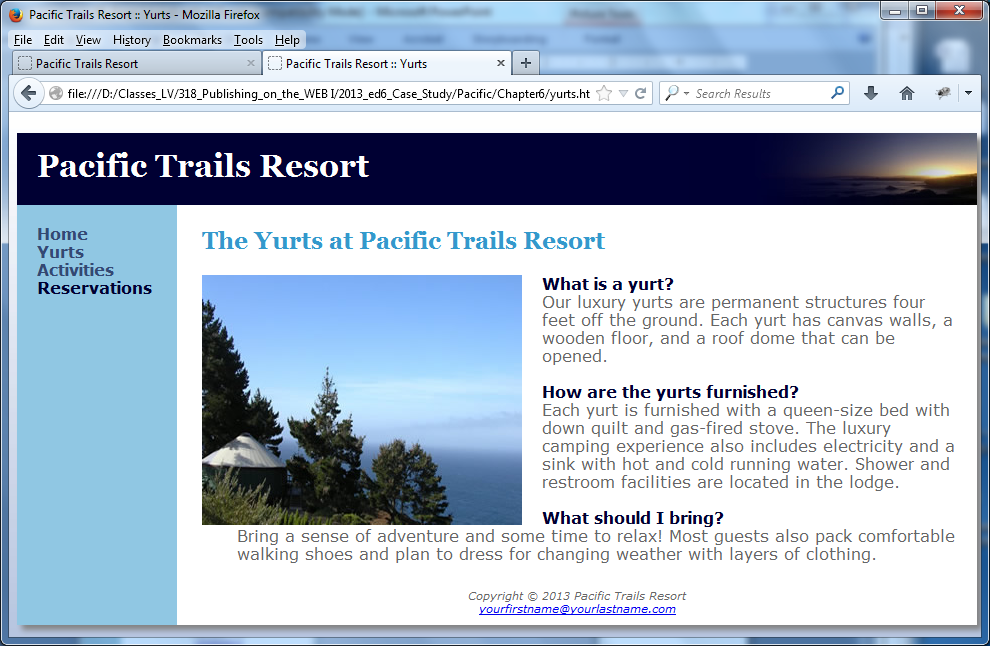 Pacific Trails Resort :: Yurts - Mozilla Firefox
File Edit View History Bookmarks Tools Help
Pacific Trails Resort
Pacific Trails Resort :: Yurts
file:///D:/Classes_LV/318_Publishing_on_the_WEB I/2013_ed6_Case_Study/Pacific/Chapter6/yurts.ht
Search Results
Pacific Trails Resort
Home
Yurts
Activities
Reservations
The Yurts at Pacific Trails Resort
What is a yurt?
Our luxury yurts are permanent structures four
feet off the ground. Each yurt has canvas walls, a
wooden floor, and a roof dome that can be
opened.
How are the yurts furnished?
Each yurt is furnished with a queen-size bed with
down quilt and gas-fired stove. The luxury
camping experience also includes electricity and a
sink with hot and cold running water. Shower and
restroom facilities are located in the lodge.
What should I bring?
Bring a sense of adventure and some time to relax! Most guests also pack comfortable
walking shoes and plan to dress for changing weather with layers of clothing.
Copyright © 2013 Pacific Trails Resort
yourfirstname@yourlastname.com